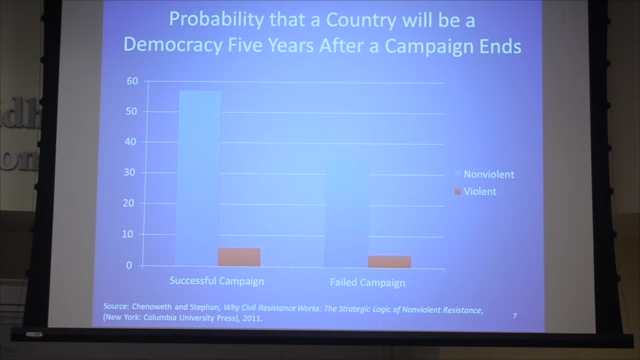 Probability that a Country will be a
Democracy Five Years After a Campaign Ends
60
50
40
30
20
10
0
Nonviolent
Violent
Successful Campaign
Failed Campaign
Source: Chenoweth and Stephan, Why Civil Resistance Works: The Strategic Logic of Nonviolent Resistance,
(New York: Columbia University Press), 2011.
7